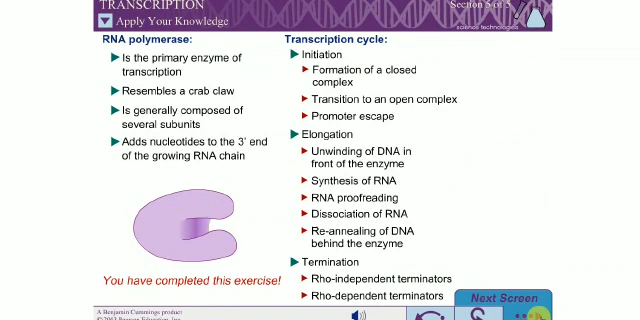 TRANSCRIPTION
Section 5 of 5
Apply Your Knowledge
science technologies
RNA polymerase:
Is the primary enzyme of
transcription
Resembles a crab claw
Is generally composed of
several subunits
Adds nucleotides to the 3' end
of the growing RNA chain
You have completed this exercise!
Transcription cycle:
Initiation
Formation of a closed
complex
Transition to an open complex
Promoter escape
Elongation
Unwinding of DNA in
front of the enzyme
Synthesis of RNA
RNA proofreading
Dissociation of RNA
Re-annealing of DNA
behind the enzyme
Termination
Rho-independent terminators
Rho-dependent terminators
Next Screen
A Benjamin Cummings product